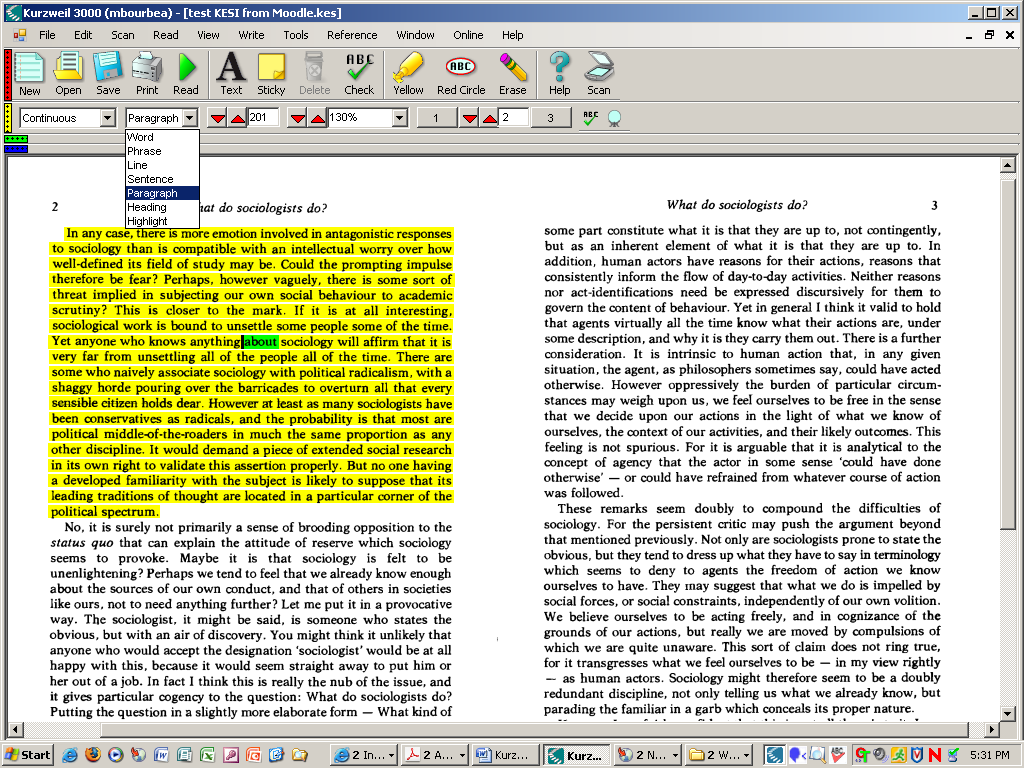 Kurzweil 3000 (mbourbea) - [test KESI from Moodle.kes]
File Edit Scan Read View Write Tools Reference Window Online Help
New Open Save Print Read Text Sticky Delete Check Yellow Red Circle Erase Help Scan
Continuous Paragraph 201 130% 1 2 3
Word
Phrase
Line
Sentence
Paragraph
Heading
Highlight
2 hat do sociologists do?
In any case, there is more emotion involved in antagonistic responses
to sociology than is compatible with an intellectual worry over how
well-defined its field of study may be. Could the prompting impulse
therefore be fear? Perhaps, however vaguely, there is some sort of
threat implied in subjecting our own social behaviour to academic
scrutiny? This is closer to the mark. If it is at all interesting,
sociological work is bound to unsettle some people some of the time.
Yet anyone who knows anything about sociology will affirm that it is
very far from unsettling all of the people all of the time. There are
some who naively associate sociology with political radicalism, with a
shaggy horde pouring over the barricades to overturn all that every
sensible citizen holds dear. However at least as many sociologists have
been conservatives as radicals, and the probability is that most are
political middle-of-the-roaders in much the same proportion as any
other discipline. It would demand a piece of extended social research
in its own right to validate this assertion properly. But no one having
a developed familiarity with the subject is likely to suppose that its
leading traditions of thought are located in a particular corner of the
political spectrum.
No, it is surely not primarily a sense of brooding opposition to the
status quo that can explain the attitude of reserve which sociology
seems to provoke. Maybe it is that sociology is felt to be
unenlightening? Perhaps we tend to feel that we already know enough
about the sources of our own conduct, and that of others in societies
like ours, not to need anything further? Let me put it in a provocative
way. The sociologist, it might be said, is someone who states the
obvious, but with an air of discovery. You might think it unlikely that
anyone who would accept the designation 'sociologist' would be at all
happy with this, because it would seem straight away to put him or
her out of a job. In fact I think this is really the nub of the issue, and
it gives particular cogency to the question: What do sociologists do?
Putting the question in a slightly more elaborate form — What kind of
What do sociologists do? 3
some part constitute what it is that they are up to, not contingently,
but as an inherent element of what it is that they are up to. In
addition, human actors have reasons for their actions, reasons that
consistently inform the flow of day-to-day activities. Neither reasons
nor act-identifications need be expressed discursively for them to
govern the content of behaviour. Yet in general I think it valid to hold
that agents virtually all the time know what their actions are, under
some description, and why it is they carry them out. There is a further
consideration. It is intrinsic to human action that, in any given
situation, the agent, as philosophers sometimes say, could have acted
otherwise. However oppressively the burden of particular circum-
stances may weigh upon us, we feel ourselves to be free in the sense
that we decide upon our actions in the light of what we know of
ourselves, the context of our activities, and their likely outcomes. This
feeling is not spurious. For it is arguable that it is analytical to the
concept of agency that the actor in some sense 'could have done
otherwise' — or could have refrained from whatever course of action
was followed.
These remarks seem doubly to compound the difficulties of
sociology. For the persistent critic may push the argument beyond
that mentioned previously. Not only are sociologists prone to state the
obvious, but they tend to dress up what they have to say in terminology
which seems to deny to agents the freedom of action we know
ourselves to have. They may suggest that what we do is impelled by
social forces, or social constraints, independently of our own volition.
We believe ourselves to be acting freely, and in cognizance of the
grounds of our actions, but really we are moved by compulsions of
which we are quite unaware. This sort of claim does not ring true,
for it transgresses what we feel ourselves to be — in my view rightly
— as human actors. Sociology might therefore seem to be a doubly
redundant discipline, not only telling us what we already know, but
parading the familiar in a garb which conceals its proper nature.
Start 2 In... 2 A... Kurz... Kurz... 2 N... 2 W... 5:31 PM